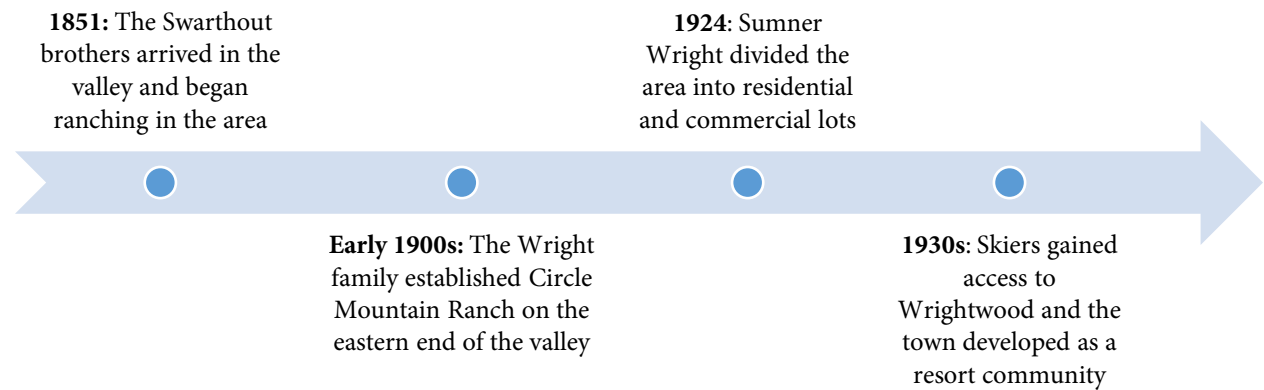 1851: The Swarthout
brothers arrived in the
valley and began
ranching in the area
Early 1900s: The Wright
family established Circle
Mountain Ranch on the
eastern end of the valley
1924: Sumner
Wright divided the
area into residential
and commercial lots
1930s: Skiers gained
access to
Wrightwood and the
town developed as a
resort community